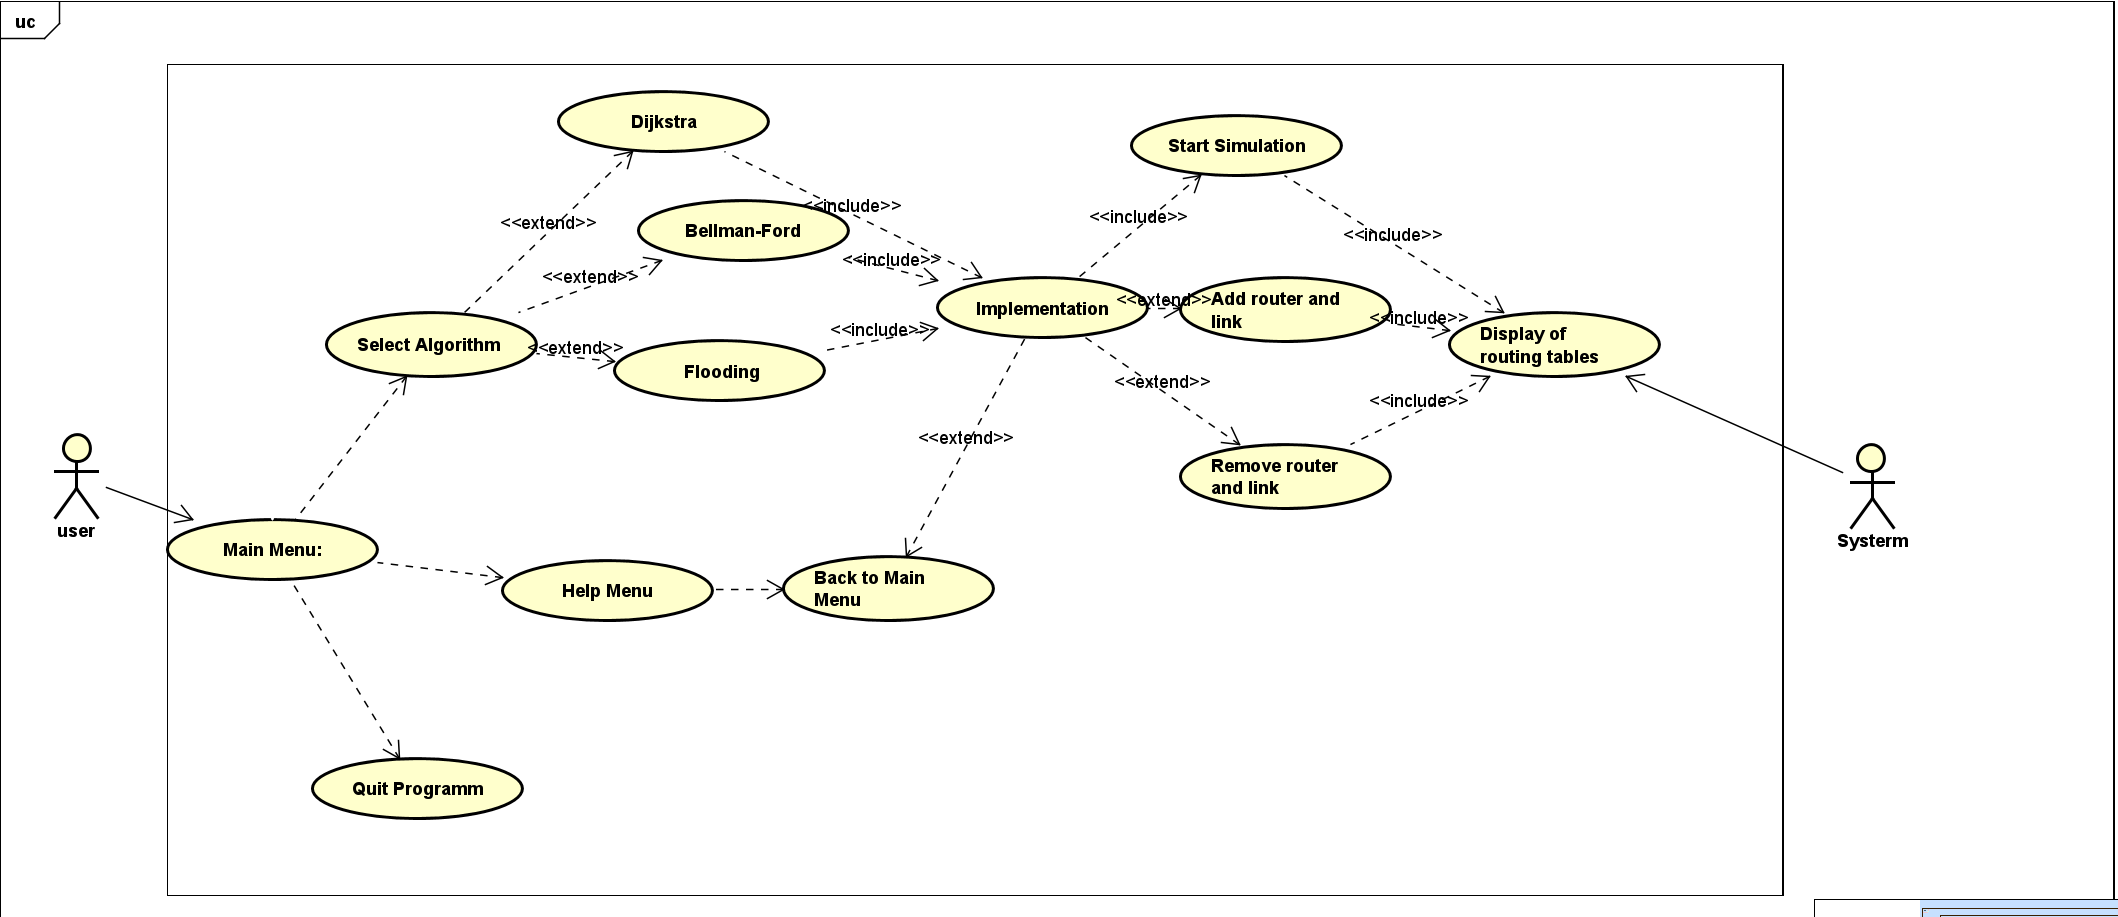 uc
Dijkstra
Start Simulation
<<include>>
<<include>>
<<extend>>
Bellman-Ford
<<include>>
<<include>>
<<extend>>
Implementation
<<extend>>
Add router and
link
<<include>>
Display of
routing tables
<<include>>
Select Algorithm
<<extend>>
Flooding
<<extend>>
<<include>>
<<extend>>
Remove router
and link
user
Systerm
Main Menu:
Help Menu
Back to Main
Menu
Quit Programm